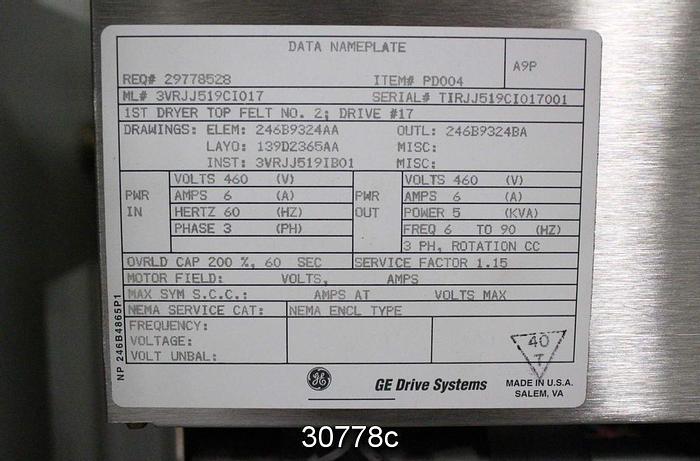 DATA NAMEPLATE
A9P
REQ# 29778528 ITEM# PD004
ML# 3VRJJ519CI017 SERIAL# TIRJJ519CI017001
1ST DRYER TOP FELT NO. 2; DRIVE #17
DRAWINGS: ELEM: 246B9324AA OUTL: 246B9324BA
LAYO: 139D2365AA MISC:
INST: 3VRJJ519IB01 MISC:
PWR IN
VOLTS 460 (V)
AMPS 6 (A)
HERTZ 60 (HZ)
PHASE 3 (PH)
PWR OUT
VOLTS 460 (V)
AMPS 6 (A)
POWER 5 (KVA)
FREQ 6 TO 90 (HZ)
3 PH, ROTATION CC
OVRLD CAP 200 %, 60 SEC SERVICE FACTOR 1.15
MOTOR FIELD: VOLTS, AMPS
MAX SYM S.C.C.: AMPS AT VOLTS MAX
NEMA SERVICE CAT: NEMA ENCL TYPE
FREQUENCY:
VOLTAGE:
VOLT UNBAL:
40
T
NP 246B4865P1
GE
GE Drive Systems
MADE IN U.S.A.
SALEM, VA
30778c